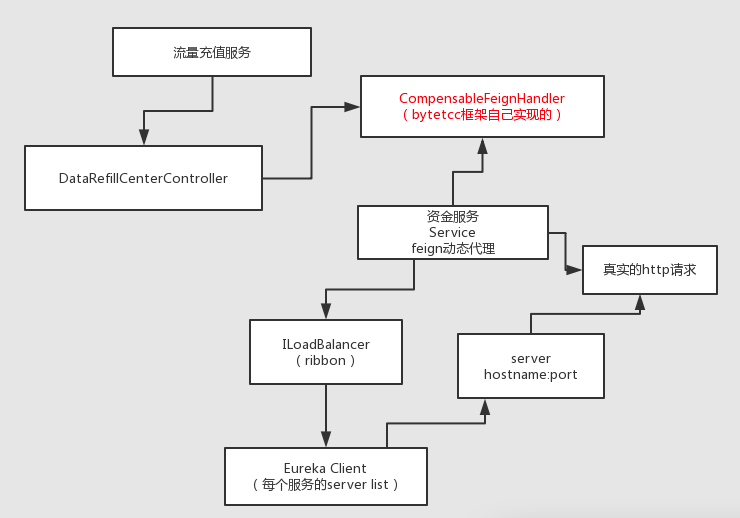 流量充值服务
CompensableFeignHandler
（bytetcc框架自己实现的）
DataRefillCenterController
资金服务
Service
feign动态代理
真实的http请求
ILoadBalancer
（ribbon）
server
hostname:port
Eureka Client
（每个服务的server list）